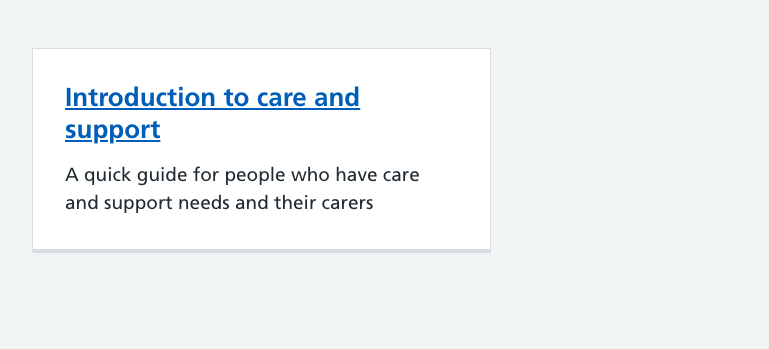 Introduction to care and
support
A quick guide for people who have care
and support needs and their carers